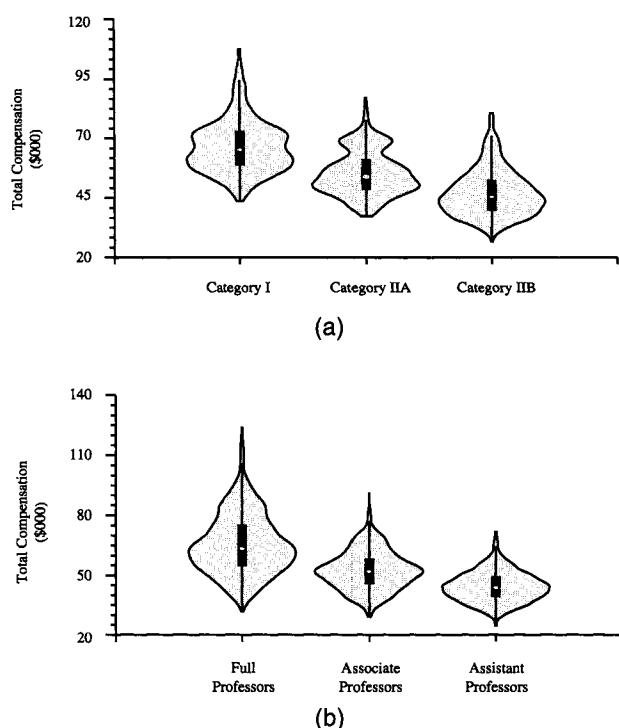 120
95
70
45
20
Total Compensation
($000)
Category I
Category IIA
Category IIB
(a)
140
110
80
50
20
Total Compensation
($000)
Full
Professors
Associate
Professors
Assistant
Professors
(b)